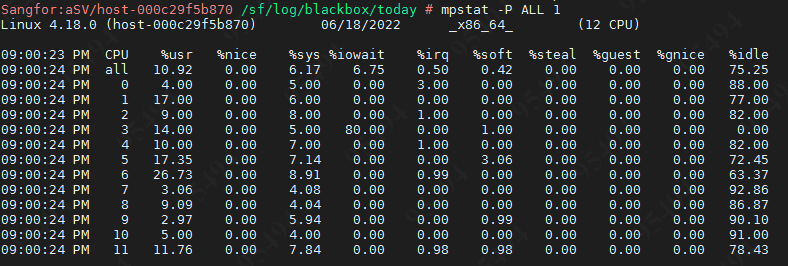 Sangfor:aSV/host-000c29f5b870 /sf/log/blackbox/today # mpstat -P ALL 1
Linux 4.18.0 (host-000c29f5b870) 06/18/2022 _x86_64_ (12 CPU)
09:00:23 PM CPU %usr %nice %sys %iowait %irq %soft %steal %guest %gnice %idle
09:00:24 PM all 10.92 0.00 6.17 6.75 0.50 0.42 0.00 0.00 0.00 75.25
09:00:24 PM 0 4.00 0.00 5.00 0.00 3.00 0.00 0.00 0.00 0.00 88.00
09:00:24 PM 1 17.00 0.00 6.00 0.00 0.00 0.00 0.00 0.00 0.00 77.00
09:00:24 PM 2 9.00 0.00 8.00 0.00 1.00 0.00 0.00 0.00 0.00 82.00
09:00:24 PM 3 14.00 0.00 5.00 80.00 0.00 1.00 0.00 0.00 0.00 0.00
09:00:24 PM 4 10.00 0.00 7.00 0.00 1.00 0.00 0.00 0.00 0.00 82.00
09:00:24 PM 5 17.35 0.00 7.14 0.00 0.00 3.06 0.00 0.00 0.00 72.45
09:00:24 PM 6 26.73 0.00 8.91 0.00 0.99 0.00 0.00 0.00 0.00 63.37
09:00:24 PM 7 3.06 0.00 4.08 0.00 0.00 0.00 0.00 0.00 0.00 92.86
09:00:24 PM 8 9.09 0.00 4.04 0.00 0.00 0.00 0.00 0.00 0.00 86.87
09:00:24 PM 9 2.97 0.00 5.94 0.00 0.00 0.99 0.00 0.00 0.00 90.10
09:00:24 PM 10 5.00 0.00 4.00 0.00 0.00 0.00 0.00 0.00 0.00 91.00
09:00:24 PM 11 11.76 0.00 7.84 0.00 0.98 0.98 0.00 0.00 0.00 78.43